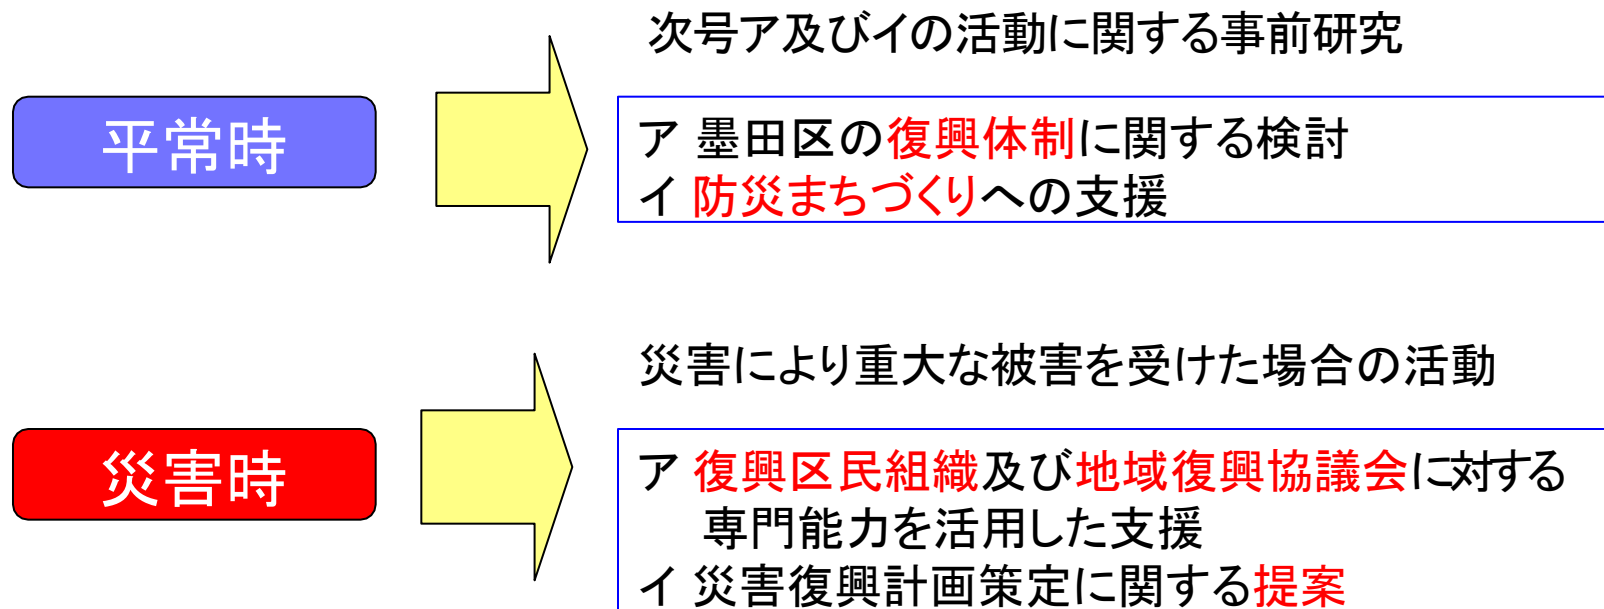 次号ア及びイの活動に関する事前研究
平常時
ア 墨田区の復興体制に関する検討
イ 防災まちづくりへの支援
災害により重大な被害を受けた場合の活動
災害時
ア 復興区民組織及び地域復興協議会に対する
専門能力を活用した支援
イ 災害復興計画策定に関する提案